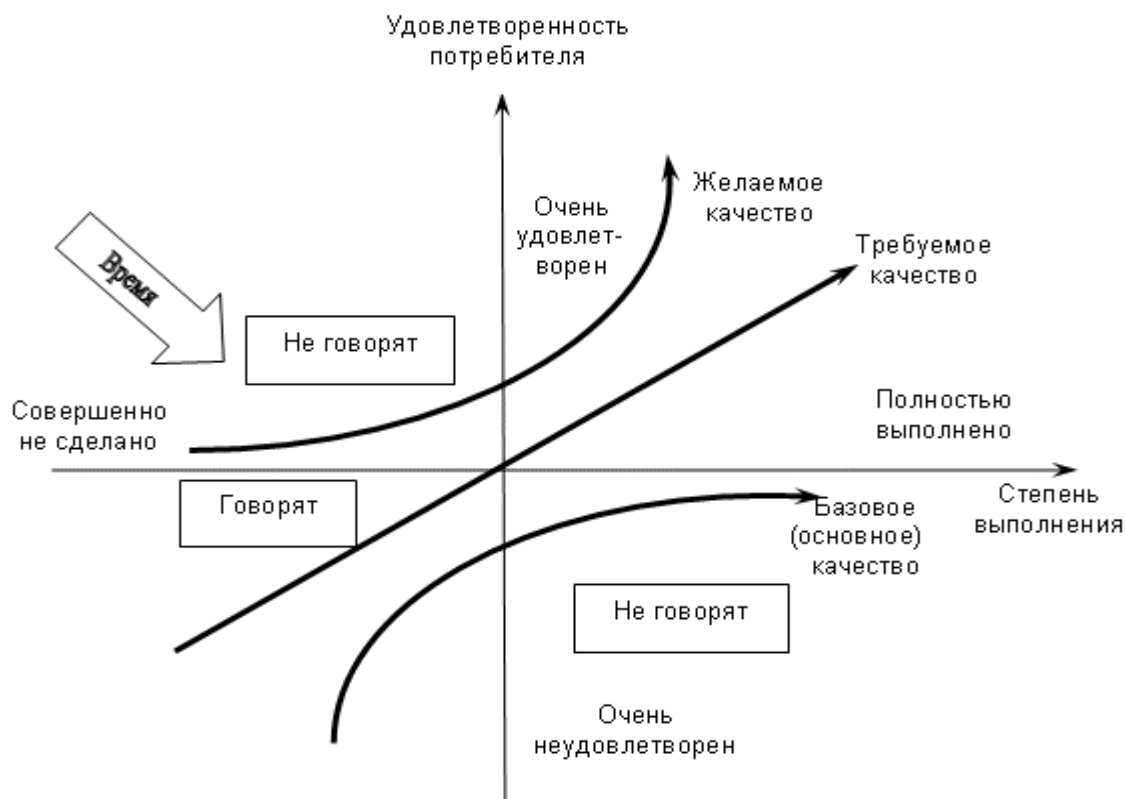 Удовлетворенность
потребителя
Желаемое
качество
Очень
удовлет-
ворен
Требуемое
качество
Время
Не говорят
Совершенно
не сделано
Полностью
выполнено
Говорят
Степень
выполнения
Базовое
(основное)
качество
Не говорят
Очень
неудовлетворен